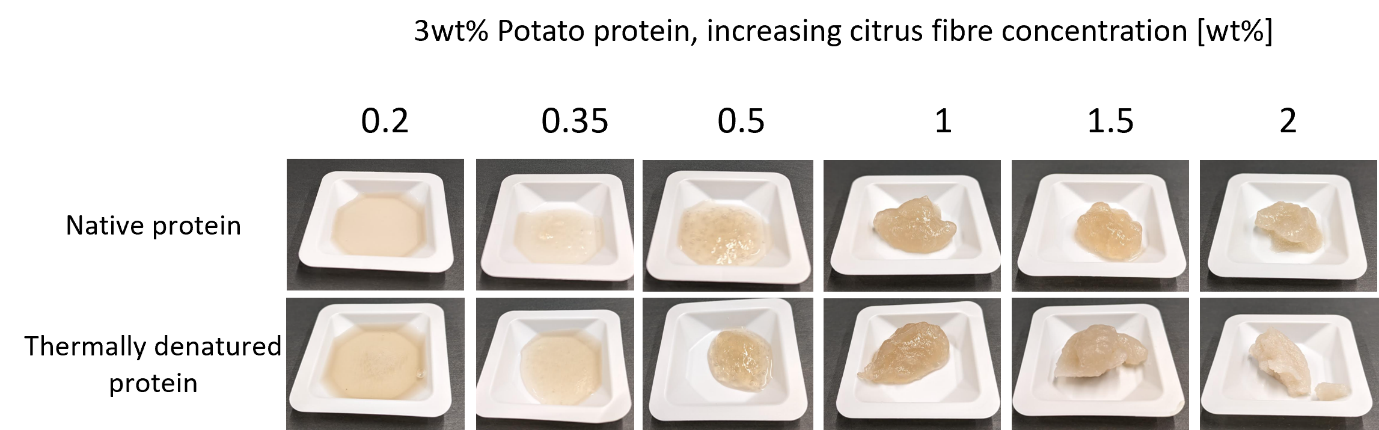 3wt% Potato protein, increasing citrus fibre concentration [wt%]
0.2 0.35 0.5 1 1.5 2
Native protein
Thermally denatured
protein